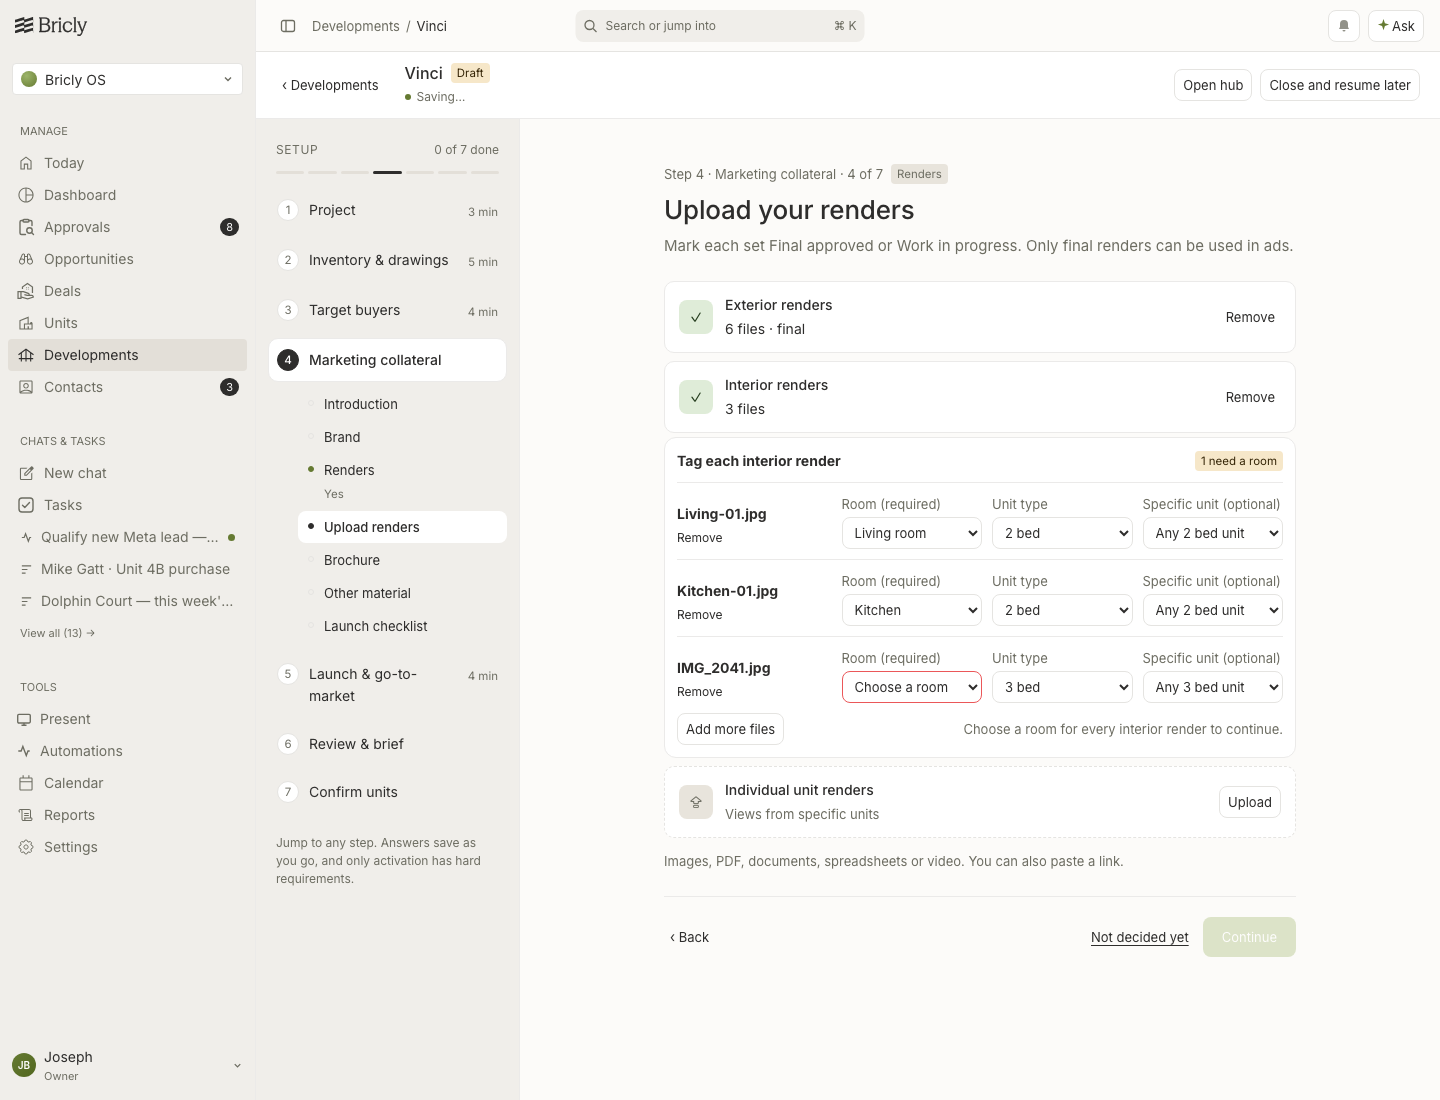 Bricly
Bricly OS
MANAGE
Today
Dashboard
Approvals 8
Opportunities
Deals
Units
Developments
Contacts 3
CHATS & TASKS
New chat
Tasks
Qualify new Meta lead —...
Mike Gatt · Unit 4B purchase
Dolphin Court — this week'...
View all (13) →
TOOLS
Present
Automations
Calendar
Reports
Settings
JB Joseph
Owner
Developments / Vinci
Search or jump into ⌘ K
Ask
‹ Developments
Vinci Draft
Saving...
Open hub
Close and resume later
SETUP 0 of 7 done
1 Project 3 min
2 Inventory & drawings 5 min
3 Target buyers 4 min
4 Marketing collateral
Introduction
Brand
Renders
Yes
Upload renders
Brochure
Other material
Launch checklist
5 Launch & go-to- 4 min
market
6 Review & brief
7 Confirm units
Jump to any step. Answers save as
you go, and only activation has hard
requirements.
Step 4 · Marketing collateral · 4 of 7 Renders
Upload your renders
Mark each set Final approved or Work in progress. Only final renders can be used in ads.
Exterior renders
6 files · final
Remove
Interior renders
3 files
Remove
Tag each interior render 1 need a room
Room (required) Unit type Specific unit (optional)
Living-01.jpg
Remove
Living room 2 bed Any 2 bed unit
Room (required) Unit type Specific unit (optional)
Kitchen-01.jpg
Remove
Kitchen 2 bed Any 2 bed unit
Room (required) Unit type Specific unit (optional)
IMG_2041.jpg
Remove
Choose a room 3 bed Any 3 bed unit
Add more files Choose a room for every interior render to continue.
Individual unit renders
Views from specific units
Upload
Images, PDF, documents, spreadsheets or video. You can also paste a link.
‹ Back Not decided yet Continue